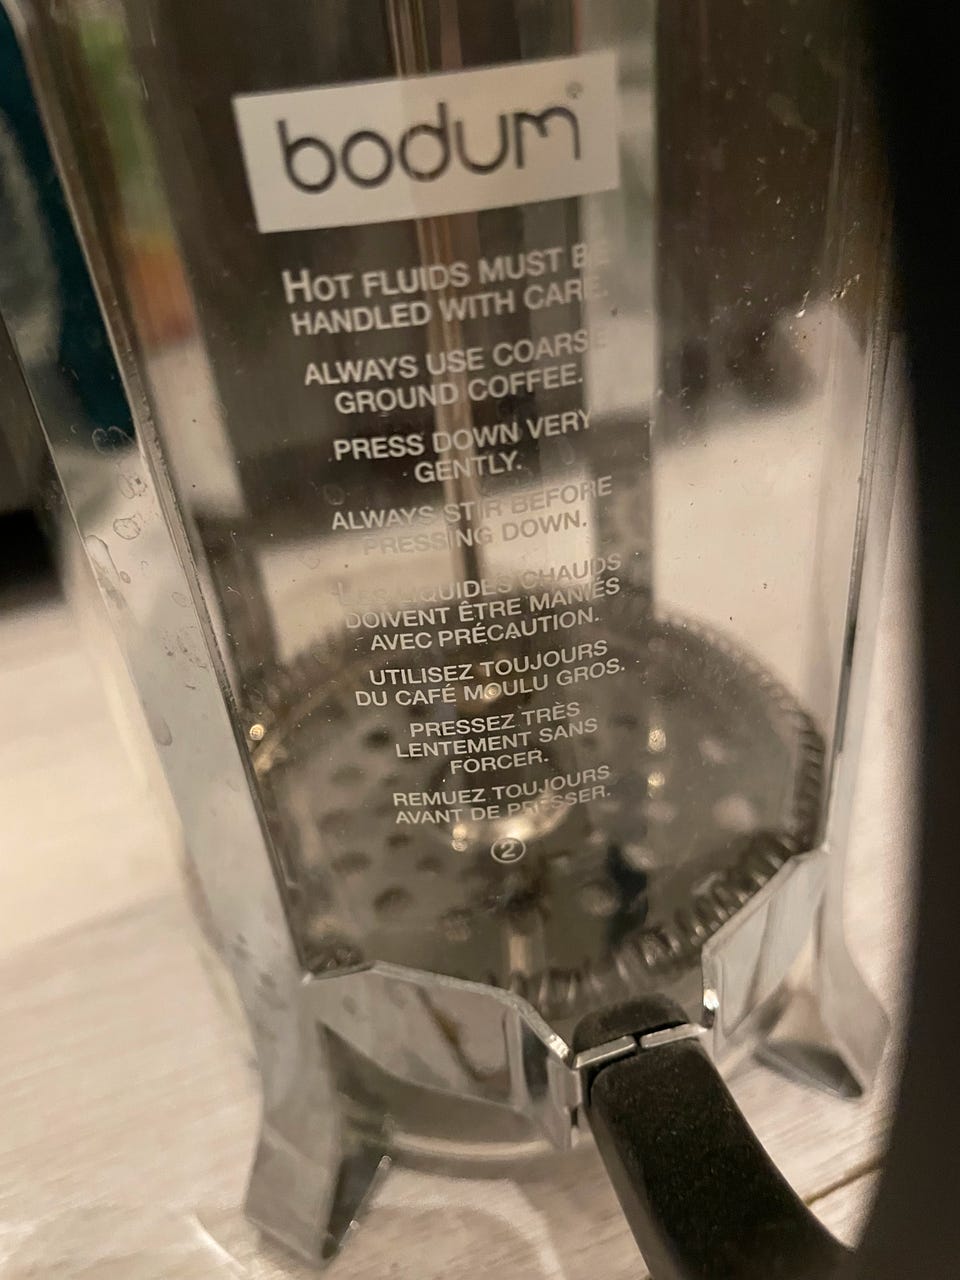 bodum®
HOT FLUIDS MUST BE
HANDLED WITH CARE.
ALWAYS USE COARSE
GROUND COFFEE.
PRESS DOWN VERY
GENTLY.
ALWAYS STIR BEFORE
PRESSING DOWN.
LES LIQUIDES CHAUDS
DOIVENT ÊTRE MANIÉS
AVEC PRÉCAUTION.
UTILISEZ TOUJOURS
DU CAFÉ MOULU GROS.
PRESSEZ TRÈS
LENTEMENT SANS
FORCER.
REMUEZ TOUJOURS
AVANT DE PRESSER.
②